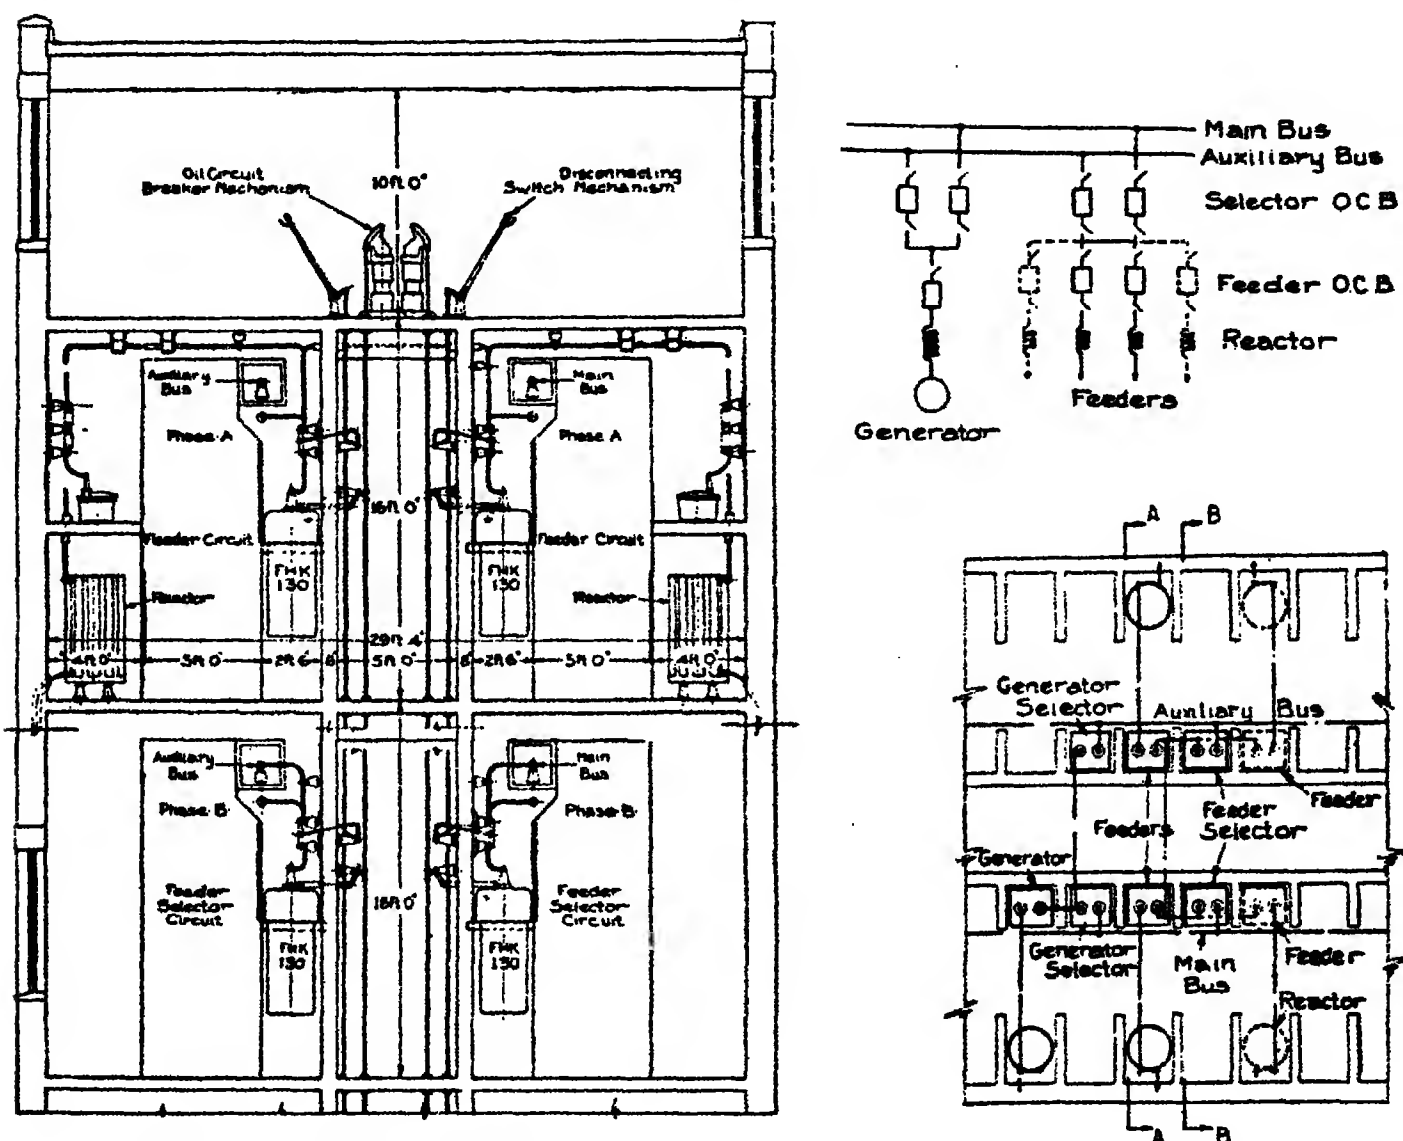 Oil Circuit
Breaker Mechanism
10ft 0"
Disconnecting
Switch Mechanism
Auxiliary
Bus
Main
Bus
Phase A
Phase A
16ft 0"
Feeder Circuit
Feeder Circuit
FHK
130
FHK
130
Reactor
Reactor
29ft 4"
4ft 0"
5ft 0"
2ft 6"
8"
5ft 0"
8"
2ft 6"
5ft 0"
4ft 0"
Auxiliary
Bus
Main
Bus
Phase B
Phase B
Feeder
Selector
Circuit
Feeder
Selector
Circuit
FHK
130
FHK
130
Main Bus
Auxiliary Bus
Selector O.C.B
Feeder O.C.B
Reactor
Feeders
Generator
A
B
Generator
Selector
Auxiliary Bus
Feeder
Feeders
Feeder
Selector
Generator
Generator
Selector
Main
Bus
Feeder
Reactor
A
B